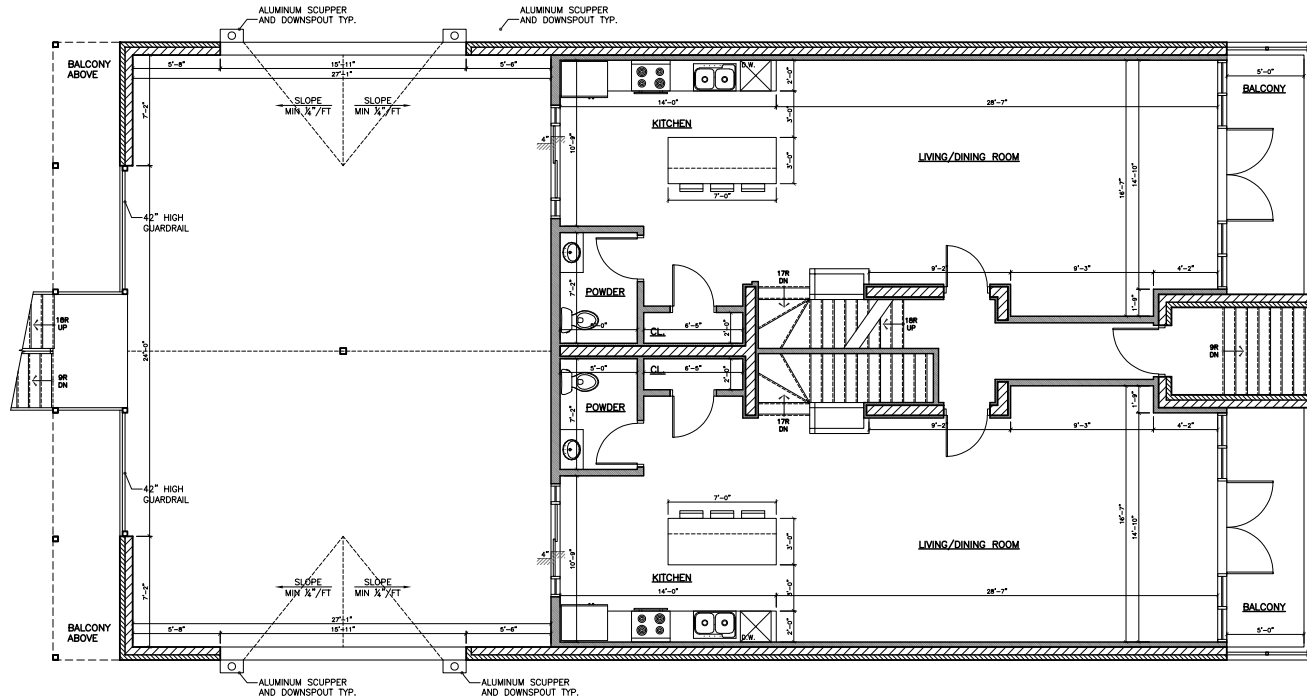 ALUMINUM SCUPPER
AND DOWNSPOUT TYP.
ALUMINUM SCUPPER
AND DOWNSPOUT TYP.
BALCONY
ABOVE
5'-8"
15'-11"
5'-6"
27'-1"
7'-2"
SLOPE
MIN ¼"/FT
SLOPE
MIN ¼"/FT
42" HIGH
GUARDRAIL
D.W.
2'-0"
14'-0"
28'-7"
5'-0"
BALCONY
KITCHEN
3'-0"
4"
10'-9"
3'-0"
7'-0"
LIVING/DINING ROOM
16'-7"
14'-10"
POWDER
7'-2"
5'-0"
CL.
6'-5"
2'-0"
17R
DN
9'-2"
9'-3"
4'-2"
1'-9"
18R
UP
18R
UP
24'-0"
9R
DN
9R
DN
5'-0"
CL.
6'-5"
2'-0"
POWDER
7'-2"
17R
DN
9'-2"
9'-3"
4'-2"
1'-9"
42" HIGH
GUARDRAIL
7'-0"
3'-0"
LIVING/DINING ROOM
16'-7"
14'-10"
4"
10'-9"
KITCHEN
3'-0"
14'-0"
28'-7"
2'-0"
D.W.
BALCONY
5'-0"
SLOPE
MIN ¼"/FT
SLOPE
MIN ¼"/FT
7'-2"
27'-1"
5'-8"
15'-11"
5'-6"
BALCONY
ABOVE
ALUMINUM SCUPPER
AND DOWNSPOUT TYP.
ALUMINUM SCUPPER
AND DOWNSPOUT TYP.